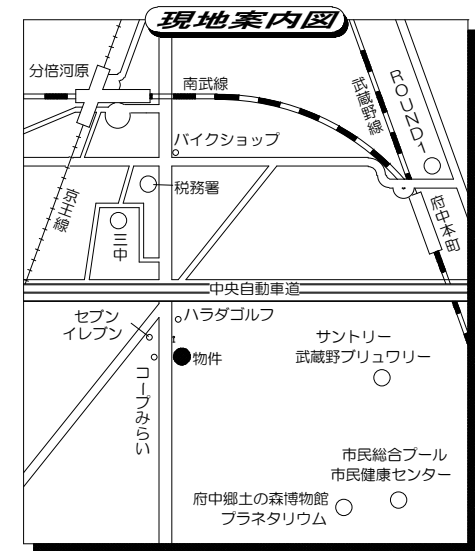 現地案内図
分倍河原
南武線
武蔵野線
ROUND1
バイクショップ
京王線
税務署
三中
府中本町
中央自動車道
セブン
イレブン
ハラダゴルフ
物件
コープみらい
サントリー
武蔵野ブリュワリー
市民総合プール
市民健康センター
府中郷土の森博物館
プラネタリウム